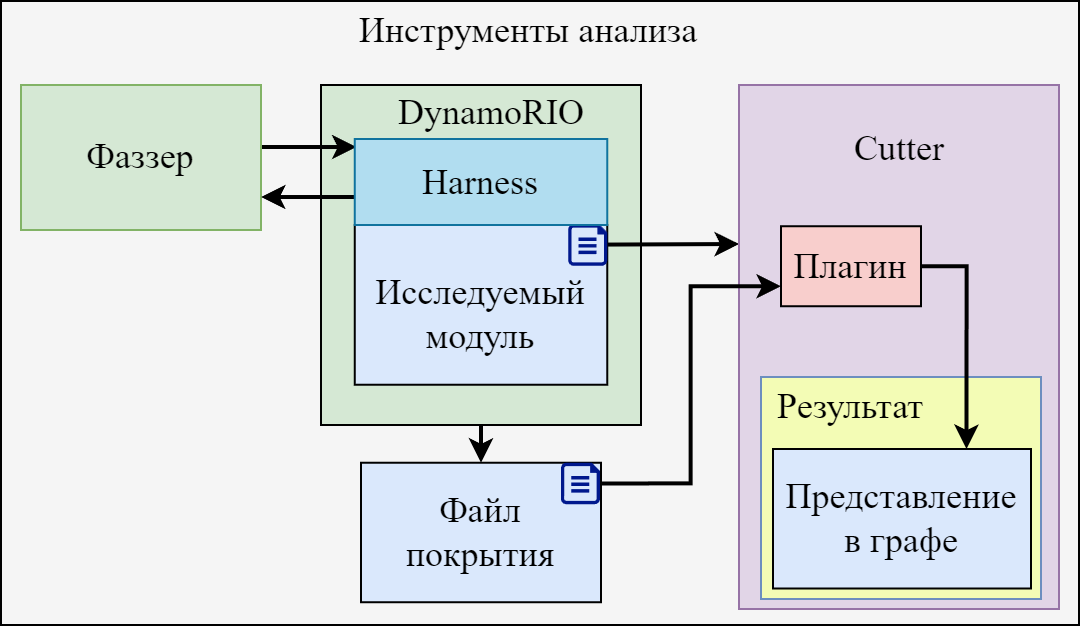 Инструменты анализа
Фаззер
DynamoRIO
Harness
Исследуемый
модуль
Файл
покрытия
Cutter
Плагин
Результат
Представление
в графе